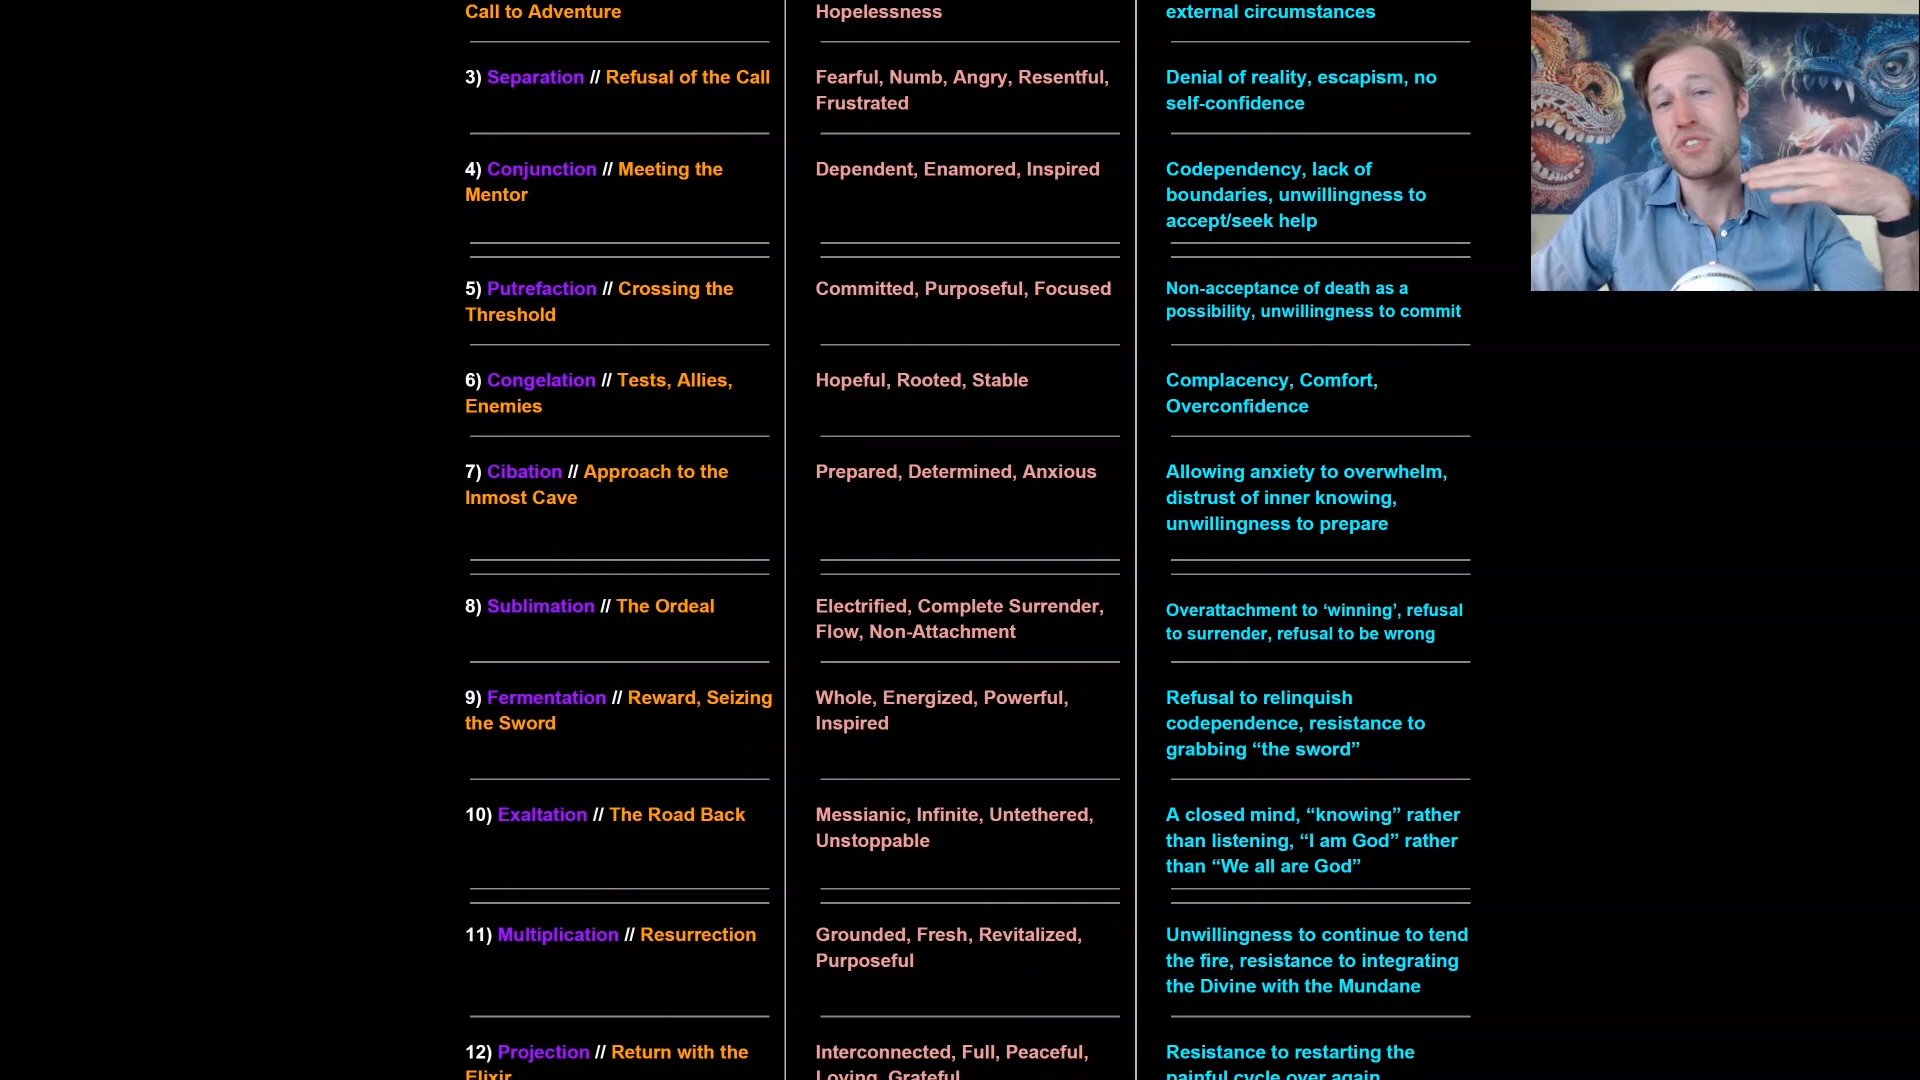 Call to Adventure
Hopelessness
external circumstances
3) Separation // Refusal of the Call
Fearful, Numb, Angry, Resentful,
Frustrated
Denial of reality, escapism, no
self-confidence
4) Conjunction // Meeting the
Mentor
Dependent, Enamored, Inspired
Codependency, lack of
boundaries, unwillingness to
accept/seek help
5) Putrefaction // Crossing the
Threshold
Committed, Purposeful, Focused
Non-acceptance of death as a
possibility, unwillingness to commit
6) Congelation // Tests, Allies,
Enemies
Hopeful, Rooted, Stable
Complacency, Comfort,
Overconfidence
7) Cibation // Approach to the
Inmost Cave
Prepared, Determined, Anxious
Allowing anxiety to overwhelm,
distrust of inner knowing,
unwillingness to prepare
8) Sublimation // The Ordeal
Electrified, Complete Surrender,
Flow, Non-Attachment
Overattachment to ‘winning’, refusal
to surrender, refusal to be wrong
9) Fermentation // Reward, Seizing
the Sword
Whole, Energized, Powerful,
Inspired
Refusal to relinquish
codependence, resistance to
grabbing “the sword”
10) Exaltation // The Road Back
Messianic, Infinite, Untethered,
Unstoppable
A closed mind, “knowing” rather
than listening, “I am God” rather
than “We all are God”
11) Multiplication // Resurrection
Grounded, Fresh, Revitalized,
Purposeful
Unwillingness to continue to tend
the fire, resistance to integrating
the Divine with the Mundane
12) Projection // Return with the
Elixir
Interconnected, Full, Peaceful,
Loving, Grateful
Resistance to restarting the
painful cycle over again